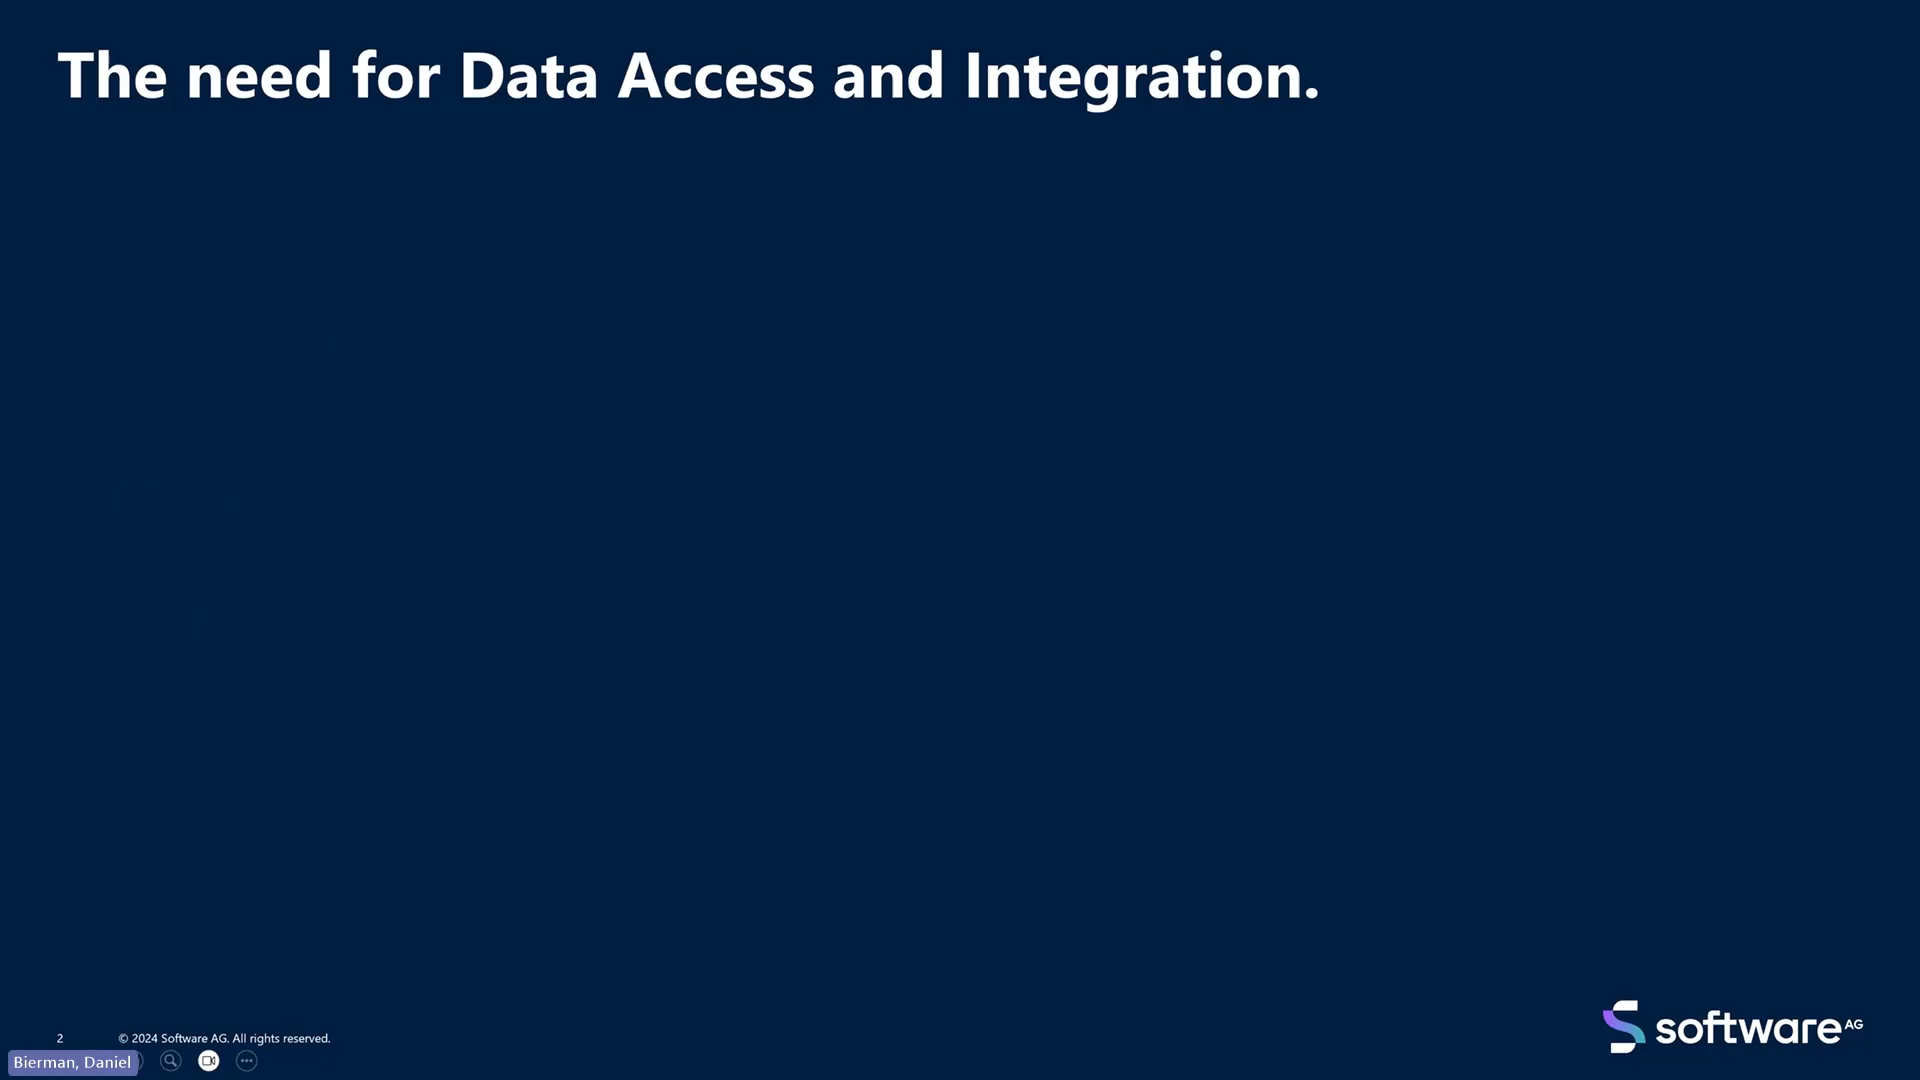 The need for Data Access and Integration.
2
© 2024 Software AG. All rights reserved.
Bierman, Daniel
software AG